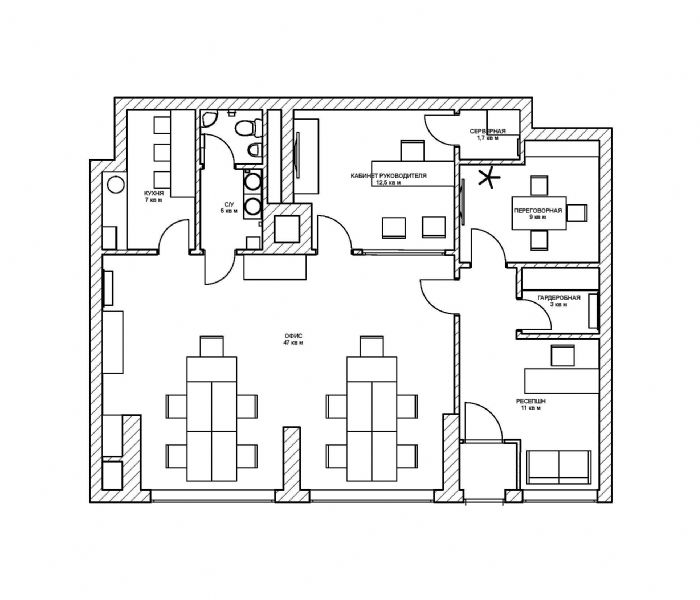 СЕРВЕРНАЯ
1,7 кв м
КАБИНЕТ РУКОВОДИТЕЛЯ
12,5 кв м
КУХНЯ
7 кв м
С/У
6 кв м
ПЕРЕГОВОРНАЯ
9 кв м
ГАРДЕРОБНАЯ
3 кв м
ОФИС
47 кв м
РЕСЕПШН
11 кв м